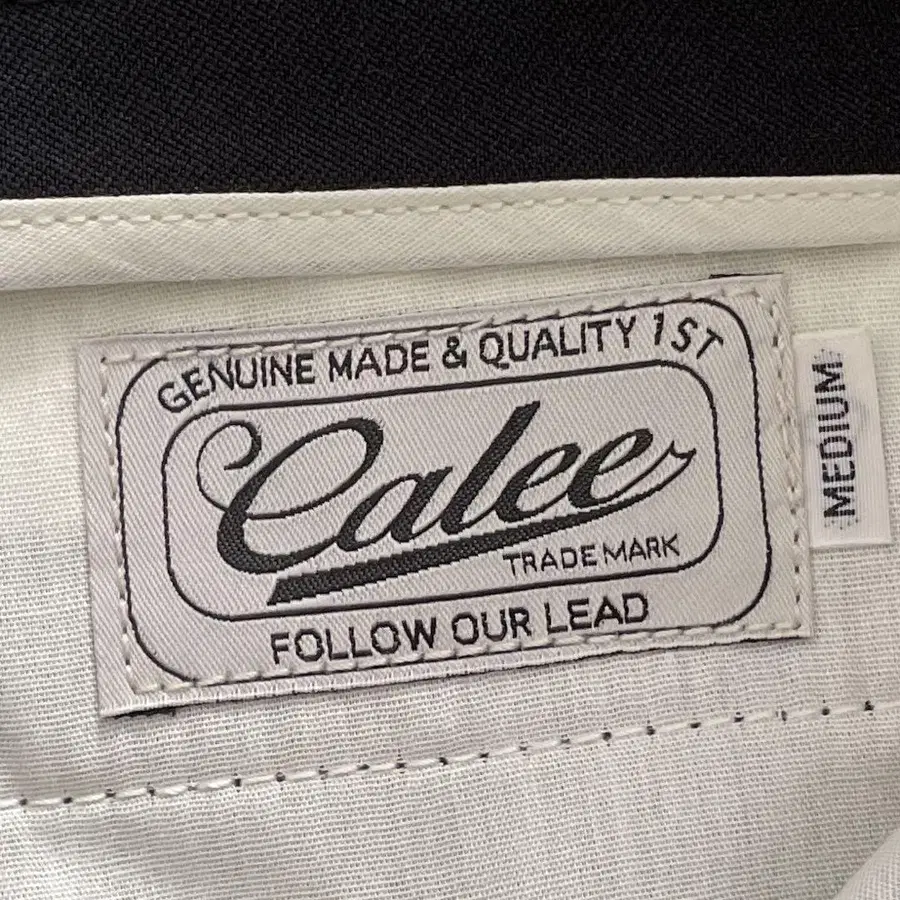 GENUINE MADE & QUALITY 1ST
Calee
TRADE MARK
FOLLOW OUR LEAD
MEDIUM